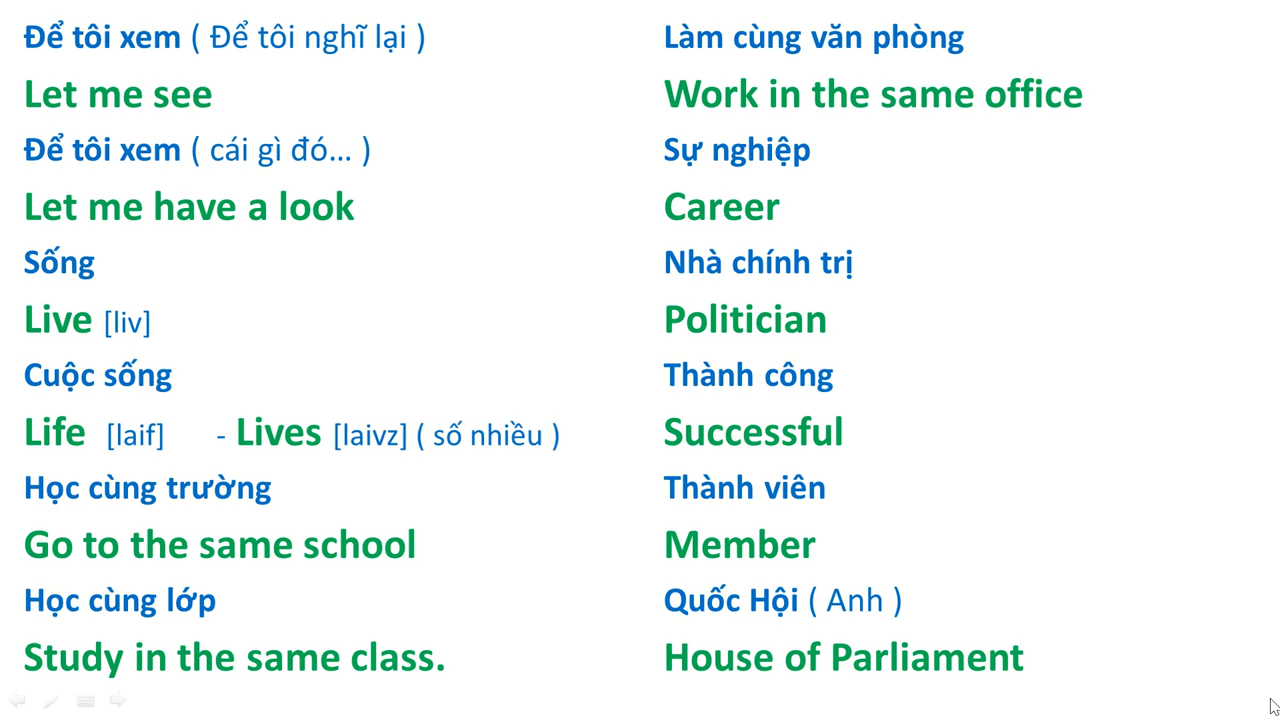 Để tôi xem ( Để tôi nghĩ lại )
Let me see
Để tôi xem ( cái gì đó... )
Let me have a look
Sống
Live [liv]
Cuộc sống
Life [laif] - Lives [laivz] ( số nhiều )
Học cùng trường
Go to the same school
Học cùng lớp
Study in the same class.
Làm cùng văn phòng
Work in the same office
Sự nghiệp
Career
Nhà chính trị
Politician
Thành công
Successful
Thành viên
Member
Quốc Hội ( Anh )
House of Parliament